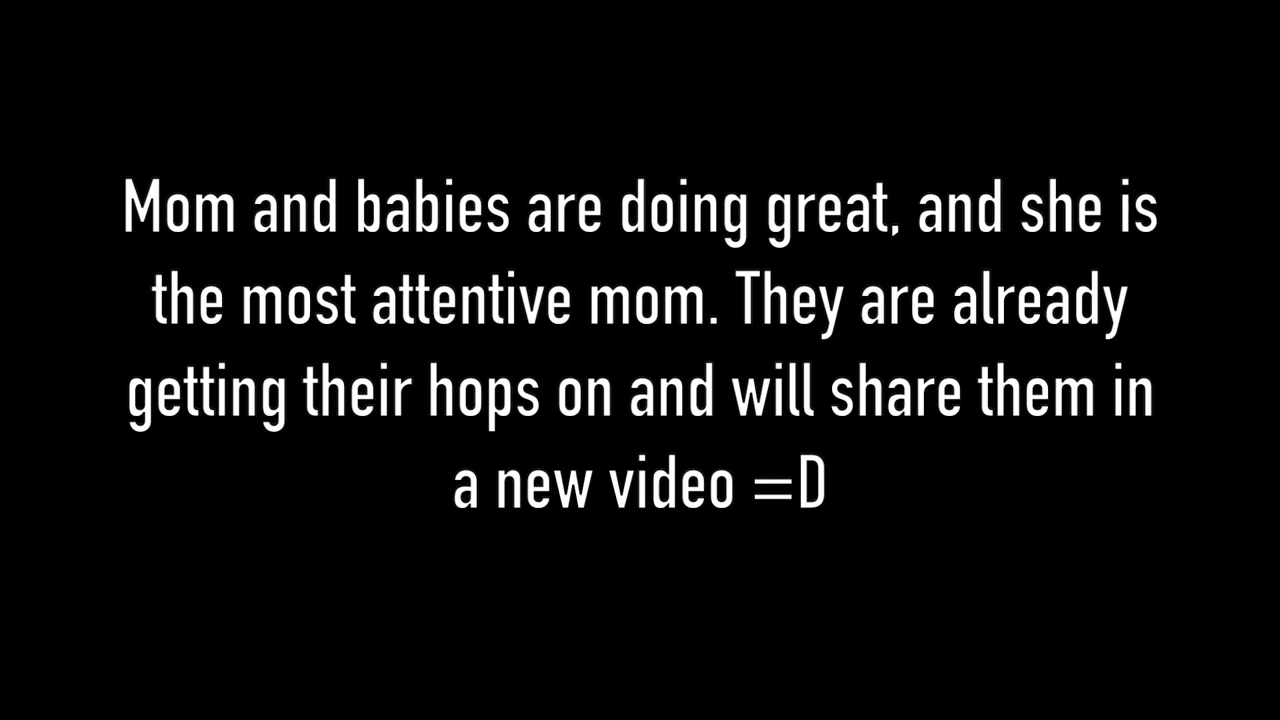 Mom and babies are doing great, and she is
the most attentive mom. They are already
getting their hops on and will share them in
a new video =D